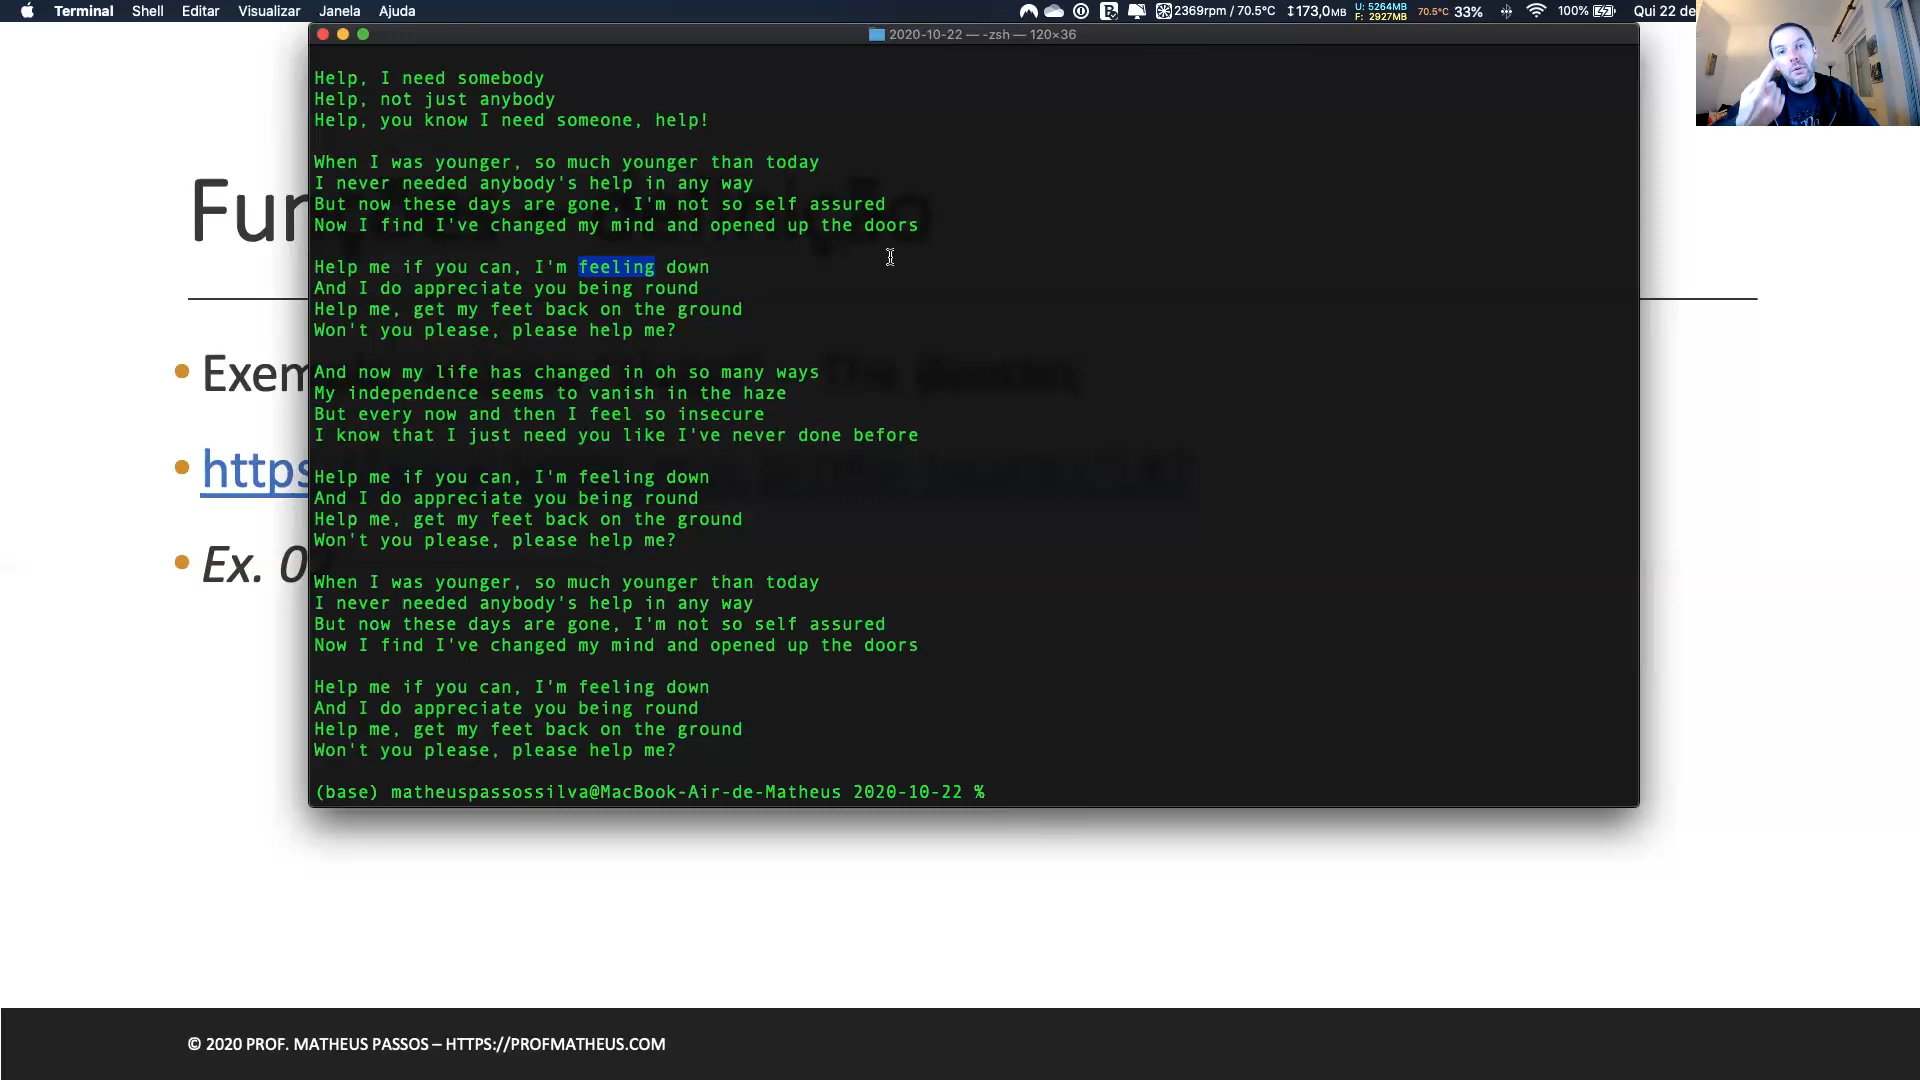 Terminal Shell Editar Visualizar Janela Ajuda 2369rpm / 70.5°C 173,0MB U: 5264MB F: 2927MB 70.5°C 33% 100% Qui 22 de
2020-10-22 — -zsh — 120×36
Help, I need somebody
Help, not just anybody
Help, you know I need someone, help!
When I was younger, so much younger than today
I never needed anybody's help in any way
But now these days are gone, I'm not so self assured
Now I find I've changed my mind and opened up the doors
Help me if you can, I'm feeling down
And I do appreciate you being round
Help me, get my feet back on the ground
Won't you please, please help me?
And now my life has changed in oh so many ways
My independence seems to vanish in the haze
But every now and then I feel so insecure
I know that I just need you like I've never done before
Help me if you can, I'm feeling down
And I do appreciate you being round
Help me, get my feet back on the ground
Won't you please, please help me?
When I was younger, so much younger than today
I never needed anybody's help in any way
But now these days are gone, I'm not so self assured
Now I find I've changed my mind and opened up the doors
Help me if you can, I'm feeling down
And I do appreciate you being round
Help me, get my feet back on the ground
Won't you please, please help me?
(base) matheuspassossilva@MacBook-Air-de-Matheus 2020-10-22 %
Fun
• Exem
• https
• Ex. 0
© 2020 PROF. MATHEUS PASSOS – HTTPS://PROFMATHEUS.COM